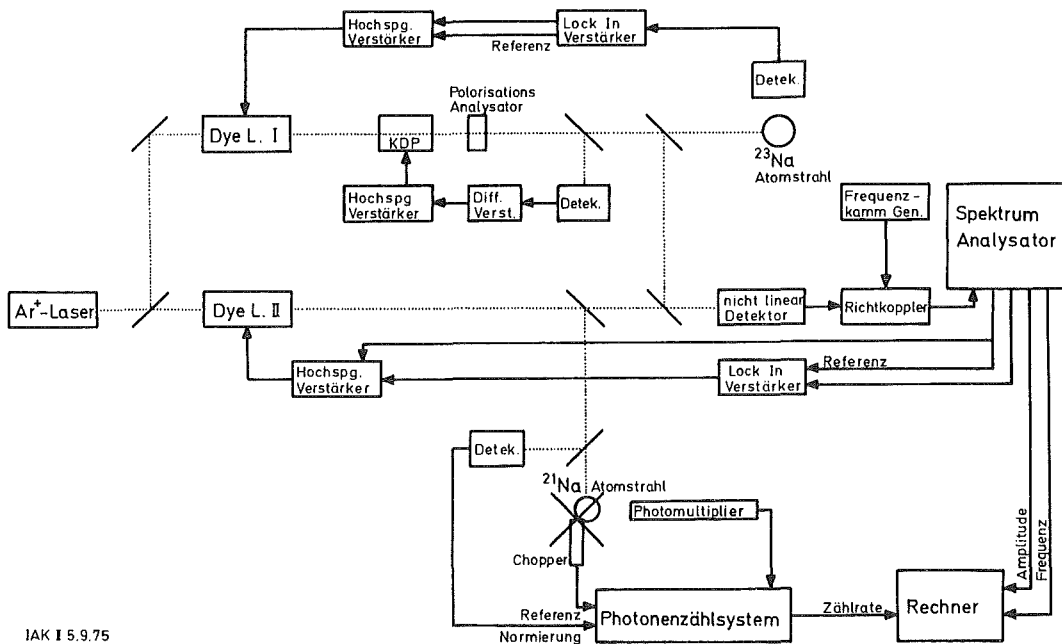 Hochspg.
Verstärker
Lock In
Verstärker
Referenz
Detek.
Polorisations
Analysator
Dye L. I
KDP
23Na
Atomstrahl
Hochspg
Verstärker
Diff.
Verst.
Detek.
Frequenz-
kamm Gen.
Spektrum
Analysator
Ar+-Laser
Dye L. II
nicht linear
Detektor
Richtkoppler
Referenz
Hochspg.
Verstärker
Lock In
Verstärker
Detek.
21Na Atomstrahl
Photomultiplier
Chopper
Amplitude
Frequenz
Referenz
Normierung
Photonenzählsystem
Zählrate
Rechner
IAK I 5.9.75